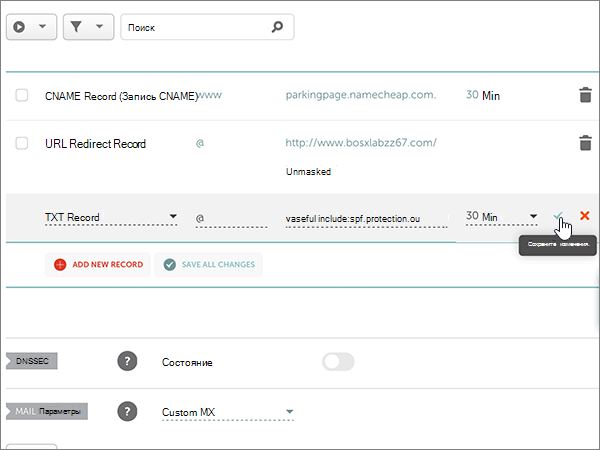 Поиск
CNAME Record (Запись CNAME) www parkingpage.namecheap.com. 30 Min
URL Redirect Record @ http://www.bosxlabzz67.com/
Unmasked
TXT Record @ vaseful include:spf.protection.ou 30 Min
Сохраните изменения.
ADD NEW RECORD SAVE ALL CHANGES
DNSSEC ? Состояние
MAIL Параметры ? Custom MX